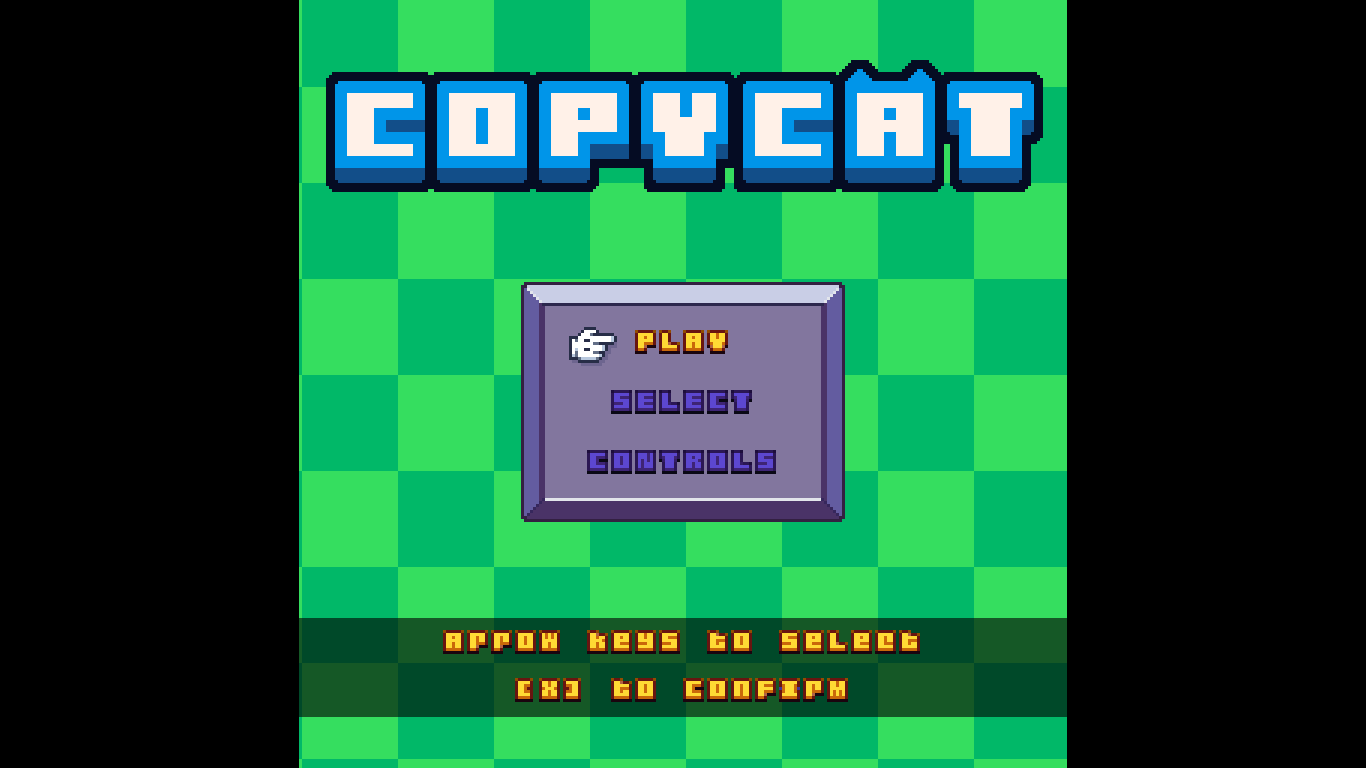 COPYCAT
PLAY
SELECT
CONTROLS
Arrow keys to select
[X] to confirm